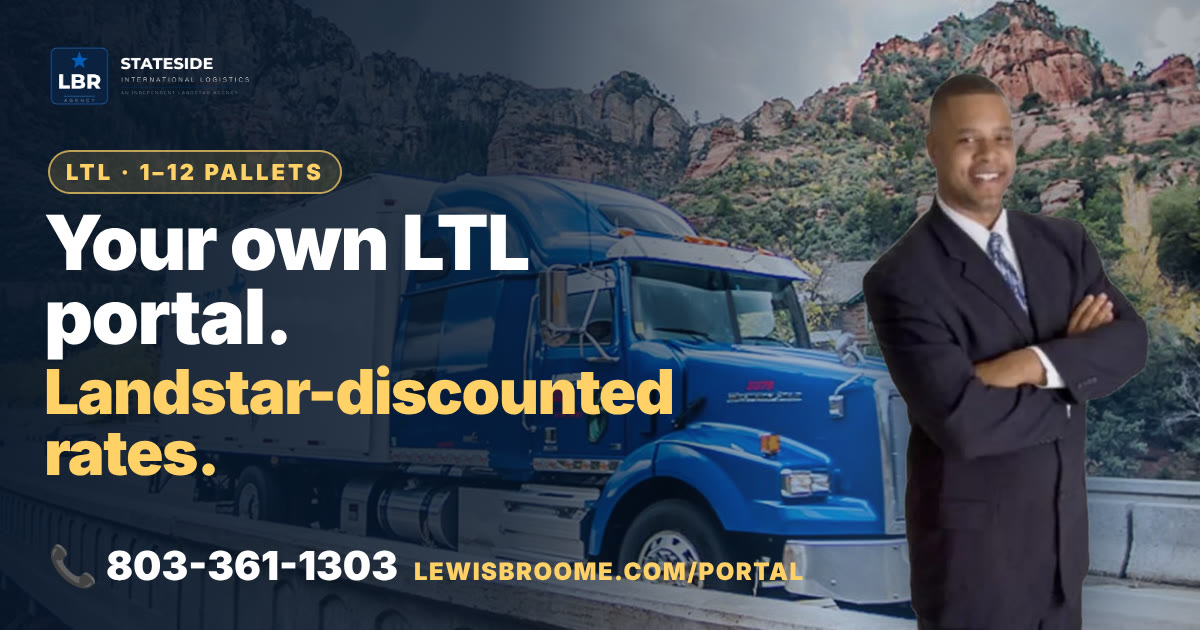 LBR
AGENCY
STATESIDE
INTERNATIONAL LOGISTICS
AN INDEPENDENT LANDSTAR AGENCY
LTL · 1–12 PALLETS
Your own LTL
portal.
Landstar-discounted
rates.
803-361-1303
LEWISBROOME.COM/PORTAL